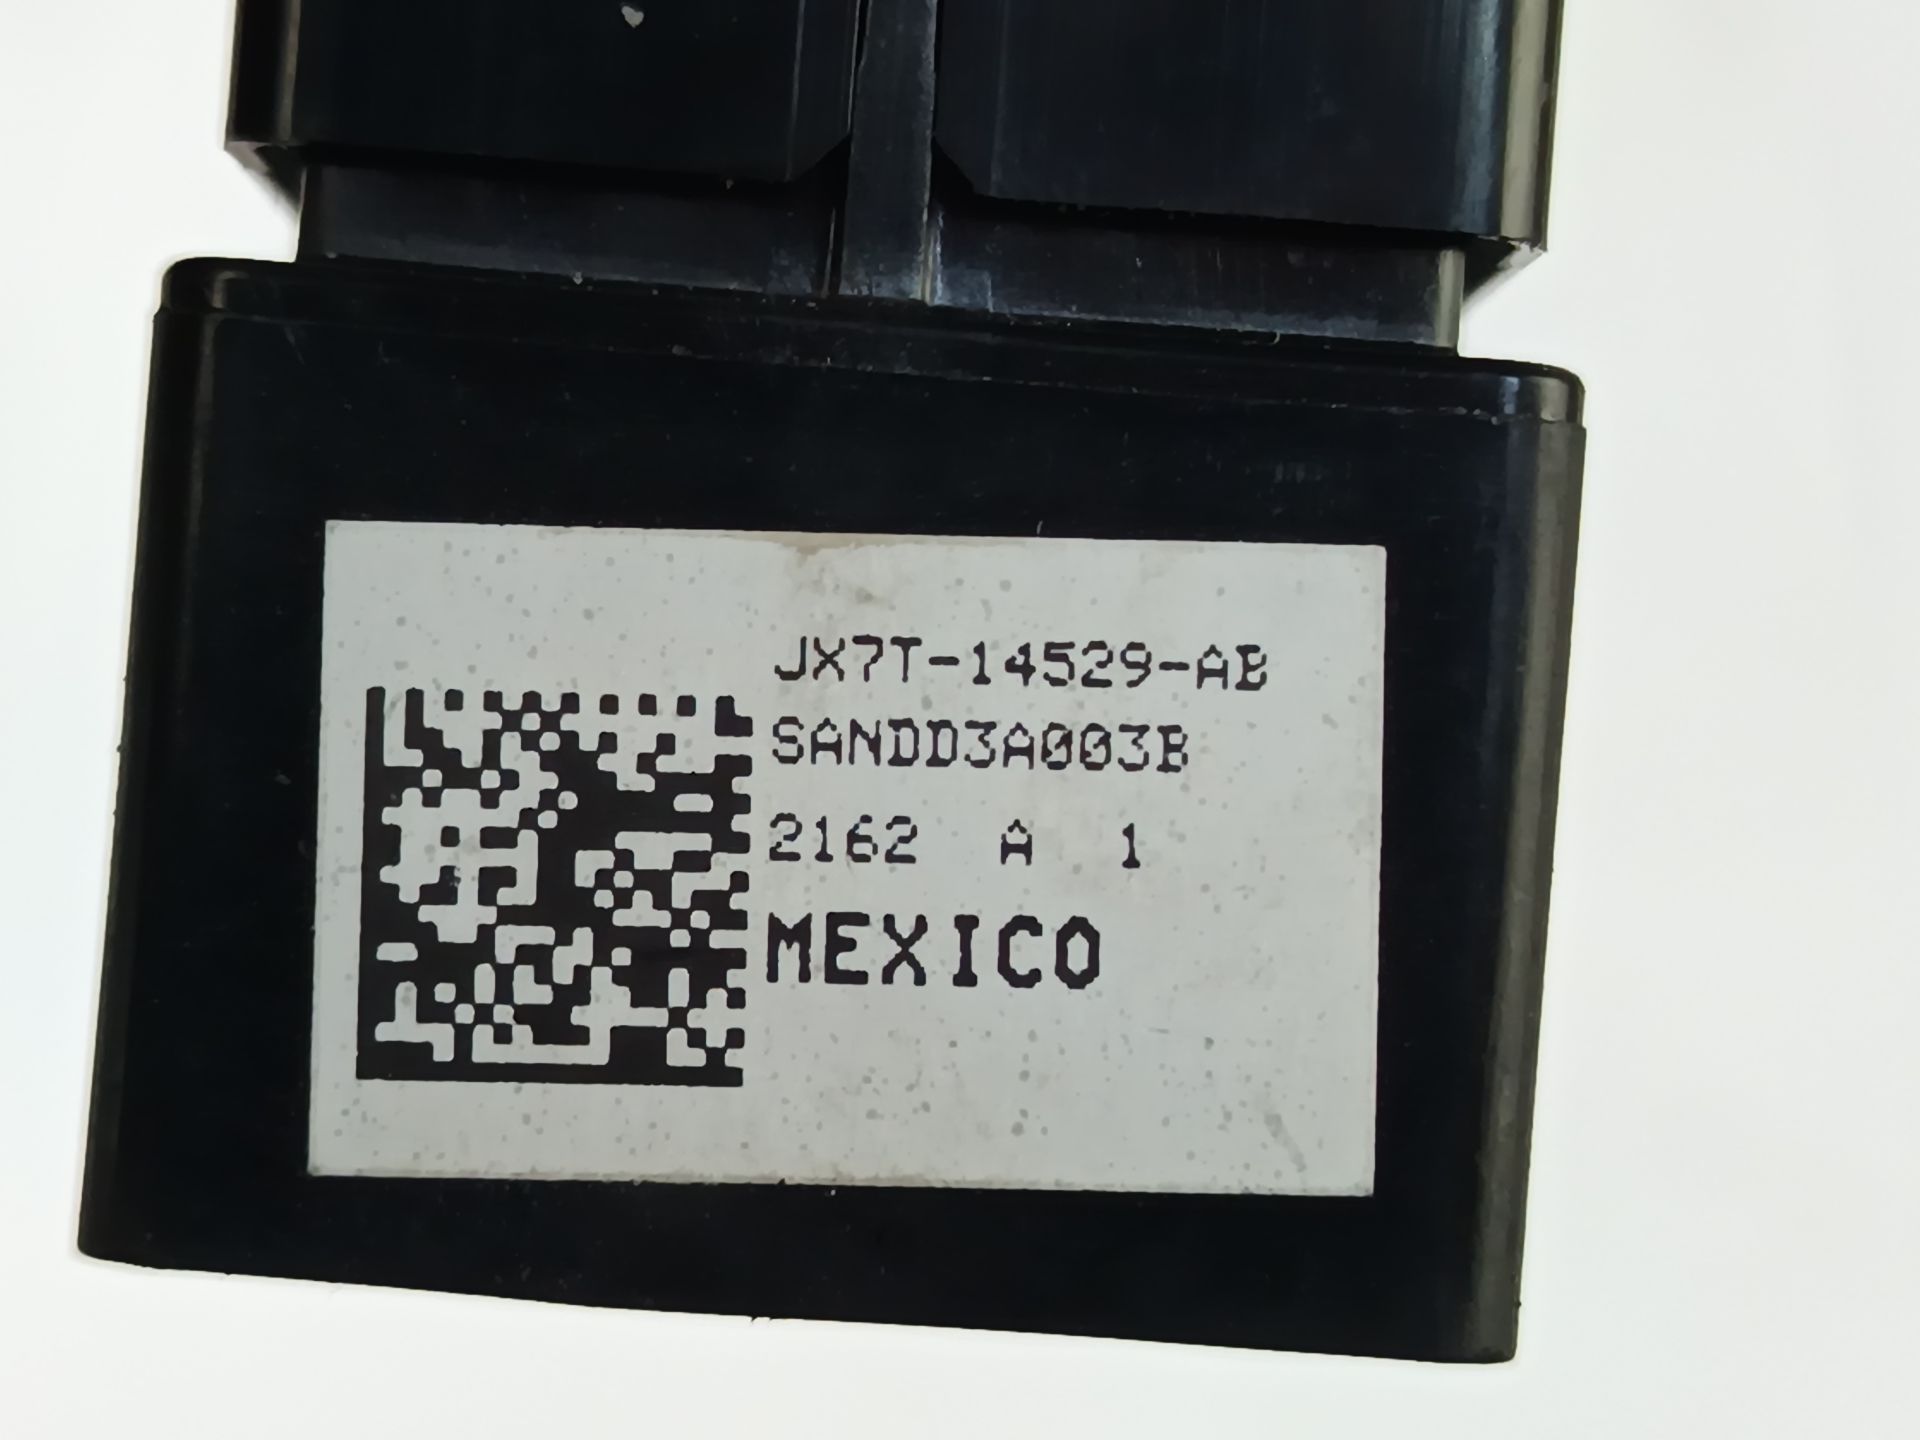 JX7T-14529-AB
SANDD3A003B
2162 A 1
MEXICO